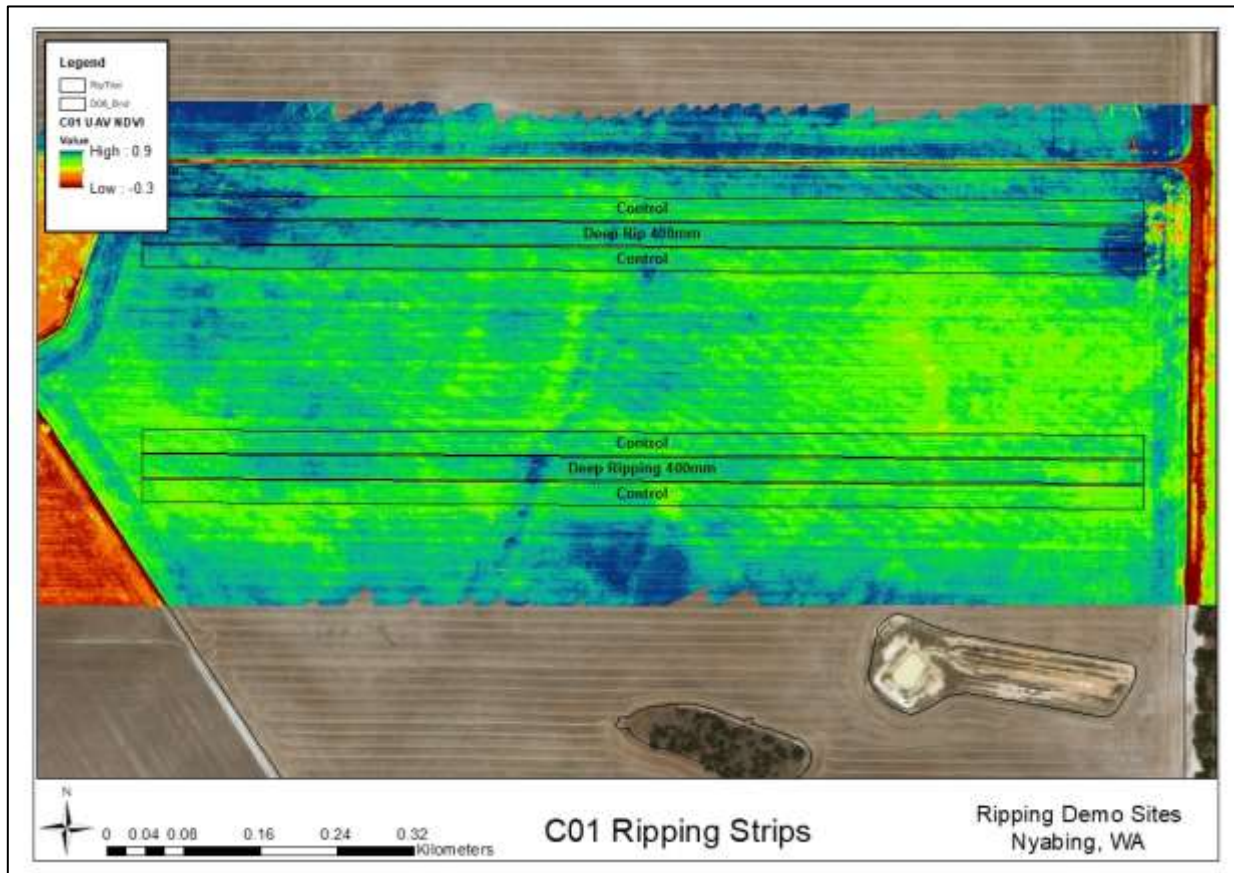 Legend
C01 UAV NDVI
Value
High : 0.9
Low : -0.3
Control
Deep Rip 400mm
Control
Control
Deep Ripping 400mm
Control
N
0 0.04 0.08 0.16 0.24 0.32
Kilometers
C01 Ripping Strips
Ripping Demo Sites
Nyabing, WA